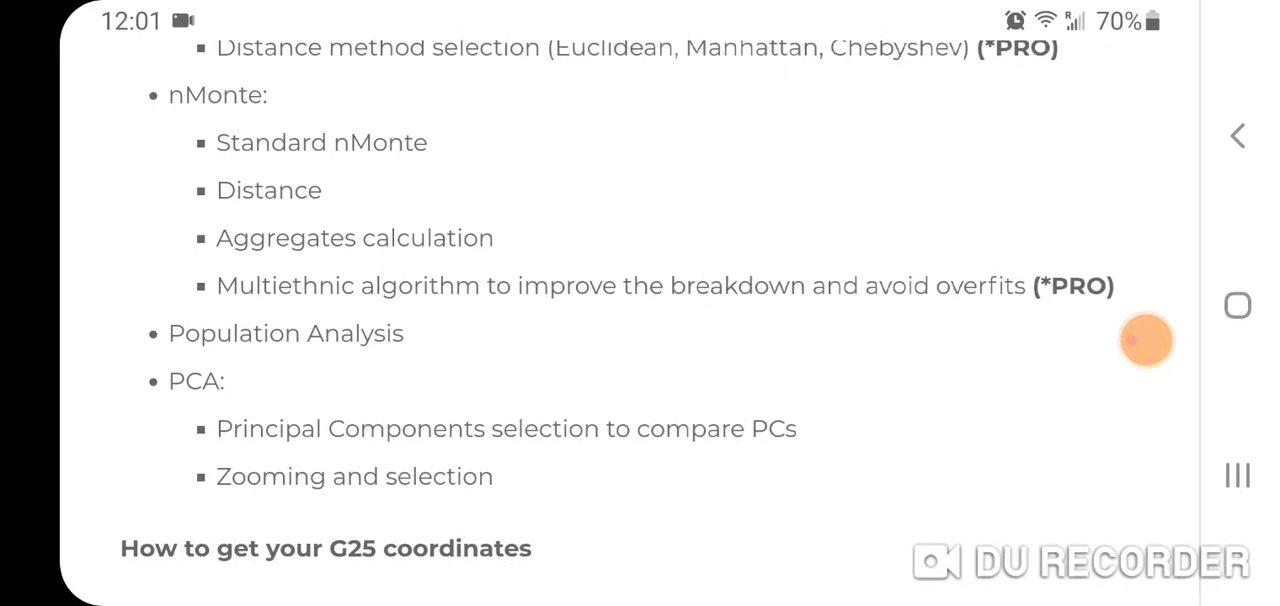 12:01
70%
Distance method selection (Euclidean, Manhattan, Chebyshev) (*PRO)
nMonte:
Standard nMonte
Distance
Aggregates calculation
Multiethnic algorithm to improve the breakdown and avoid overfits (*PRO)
Population Analysis
PCA:
Principal Components selection to compare PCs
Zooming and selection
How to get your G25 coordinates
DU RECORDER